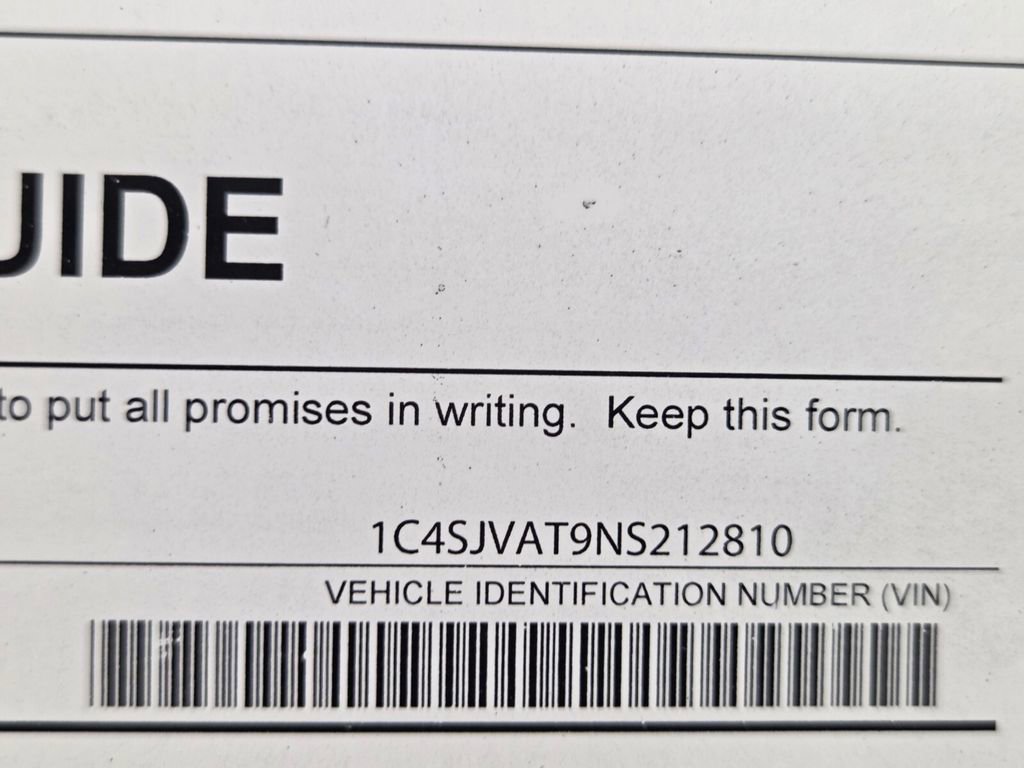 UIDE
to put all promises in writing. Keep this form.
1C4SJVAT9NS212810
VEHICLE IDENTIFICATION NUMBER (VIN)